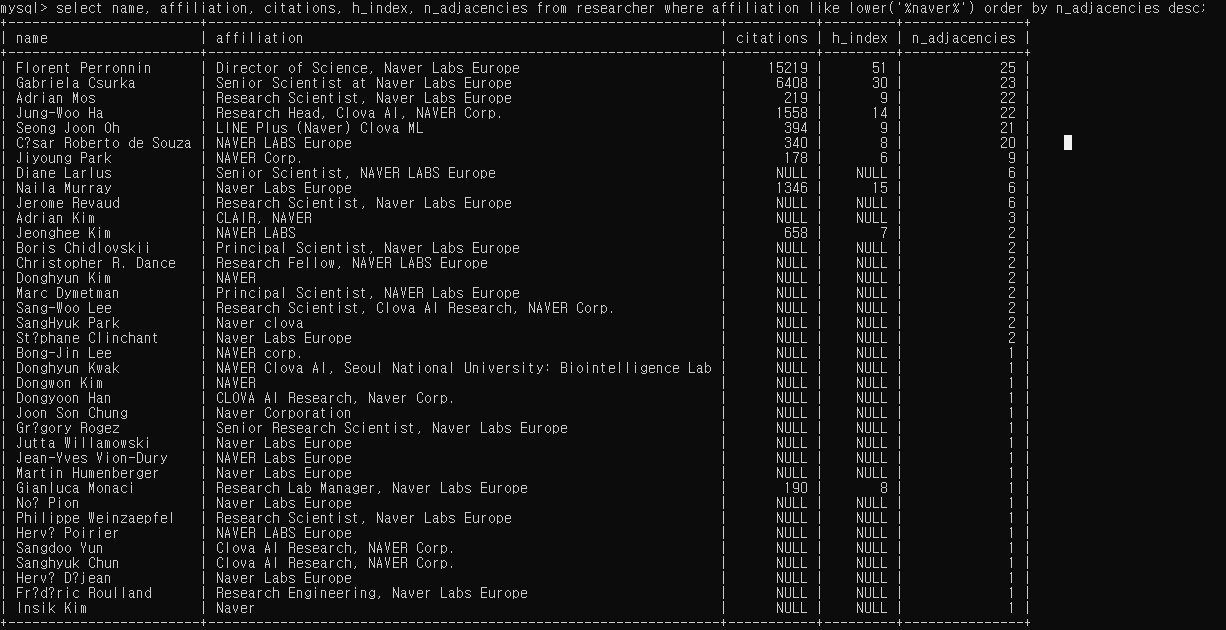 mysql> select name, affiliation, citations, h_index, n_adjacencies from researcher where affiliation like lower('%naver%') order by n_adjacencies desc;
| name | affiliation | citations | h_index | n_adjacencies |
| Florent Perronnin | Director of Science, Naver Labs Europe | 15219 | 51 | 25 |
| Gabriela Csurka | Senior Scientist at Naver Labs Europe | 6408 | 30 | 23 |
| Adrian Mos | Research Scientist, Naver Labs Europe | 219 | 9 | 22 |
| Jung-Woo Ha | Research Head, Clova AI, NAVER Corp. | 1558 | 14 | 22 |
| Seong Joon Oh | LINE Plus (Naver) Clova ML | 394 | 9 | 21 |
| C?sar Roberto de Souza | NAVER LABS Europe | 340 | 8 | 20 |
| Jiyoung Park | NAVER Corp. | 178 | 6 | 9 |
| Diane Larlus | Senior Scientist, NAVER LABS Europe | NULL | NULL | 6 |
| Naila Murray | Naver Labs Europe | 1346 | 15 | 6 |
| Jerome Revaud | Research Scientist, Naver Labs Europe | NULL | NULL | 6 |
| Adrian Kim | CLAIR, NAVER | NULL | NULL | 3 |
| Jeonghee Kim | NAVER LABS | 658 | 7 | 2 |
| Boris Chidlovskii | Principal Scientist, Naver Labs Europe | NULL | NULL | 2 |
| Christopher R. Dance | Research Fellow, NAVER LABS Europe | NULL | NULL | 2 |
| Donghyun Kim | NAVER | NULL | NULL | 2 |
| Marc Dymetman | Principal Scientist, NAVER Labs Europe | NULL | NULL | 2 |
| Sang-Woo Lee | Research Scientist, Clova AI Research, NAVER Corp. | NULL | NULL | 2 |
| SangHyuk Park | Naver clova | NULL | NULL | 2 |
| St?phane Clinchant | Naver Labs Europe | NULL | NULL | 2 |
| Bong-Jin Lee | NAVER corp. | NULL | NULL | 1 |
| Donghyun Kwak | NAVER Clova AI, Seoul National University: Biointelligence Lab | NULL | NULL | 1 |
| Dongwon Kim | NAVER | NULL | NULL | 1 |
| Dongyoon Han | CLOVA AI Research, Naver Corp. | NULL | NULL | 1 |
| Joon Son Chung | Naver Corporation | NULL | NULL | 1 |
| Gr?gory Rogez | Senior Research Scientist, Naver Labs Europe | NULL | NULL | 1 |
| Jutta Willamowski | Naver Labs Europe | NULL | NULL | 1 |
| Jean-Yves Vion-Dury | NAVER Labs Europe | NULL | NULL | 1 |
| Martin Humenberger | Naver Labs Europe | NULL | NULL | 1 |
| Gianluca Monaci | Research Lab Manager, Naver Labs Europe | 190 | 8 | 1 |
| No? Pion | Naver Labs Europe | NULL | NULL | 1 |
| Philippe Weinzaepfel | Research Scientist, Naver Labs Europe | NULL | NULL | 1 |
| Herv? Poirier | NAVER LABS Europe | NULL | NULL | 1 |
| Sangdoo Yun | Clova AI Research, NAVER Corp. | NULL | NULL | 1 |
| Sanghyuk Chun | Clova AI Research, NAVER Corp. | NULL | NULL | 1 |
| Herv? D?jean | Naver Labs Europe | NULL | NULL | 1 |
| Fr?d?ric Roulland | Research Engineering, Naver Labs Europe | NULL | NULL | 1 |
| Insik Kim | Naver | NULL | NULL | 1 |